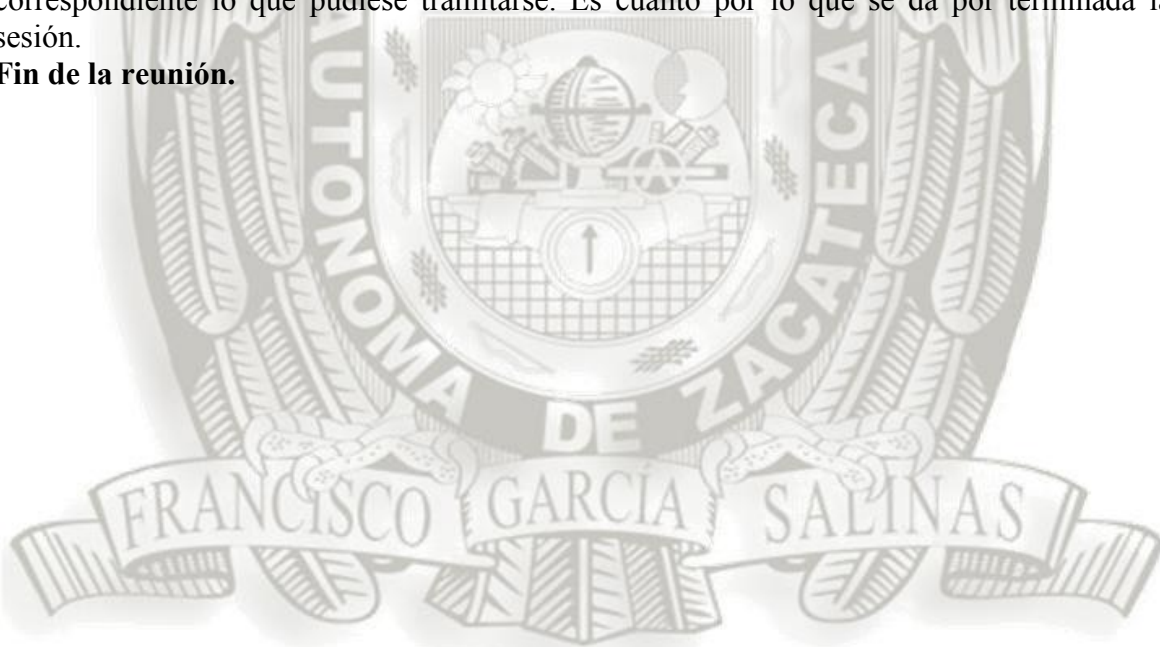 correspondiente lo que pudiese tramitarse. Es cuanto por lo que se da por terminada la
sesión.
Fin de la reunión.
AUTONOMA DE ZACATECAS
FRANCISCO GARCÍA SALINAS